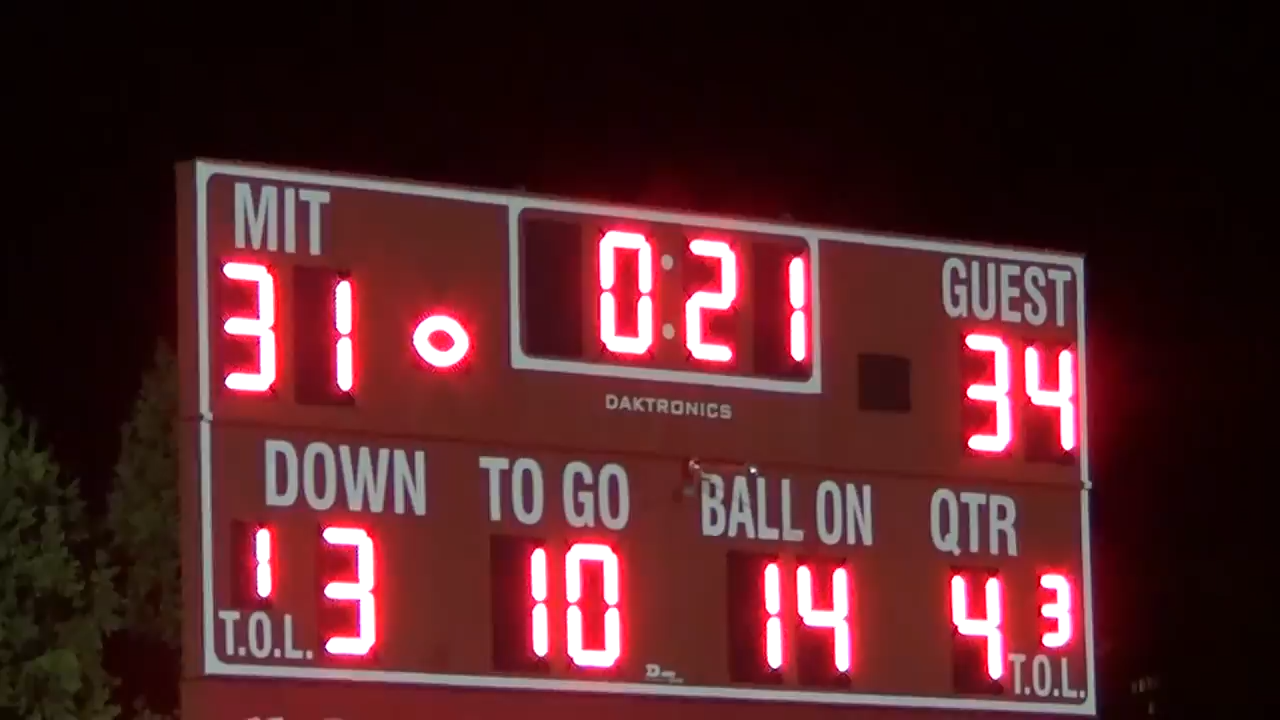 MIT
0:21
GUEST
31
34
DAKTRONICS
DOWN TO GO BALL ON QTR
1 3 10 14 4 3
T.O.L. T.O.L.